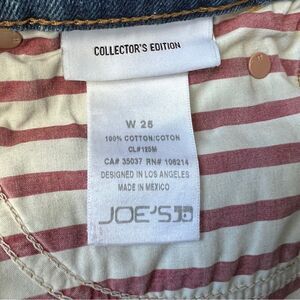 COLLECTOR'S EDITION
W 26
100% COTTON/COTON
CL#125M
CA# 35037 RN# 106214
DESIGNED IN LOS ANGELES
MADE IN MEXICO
JOE'S